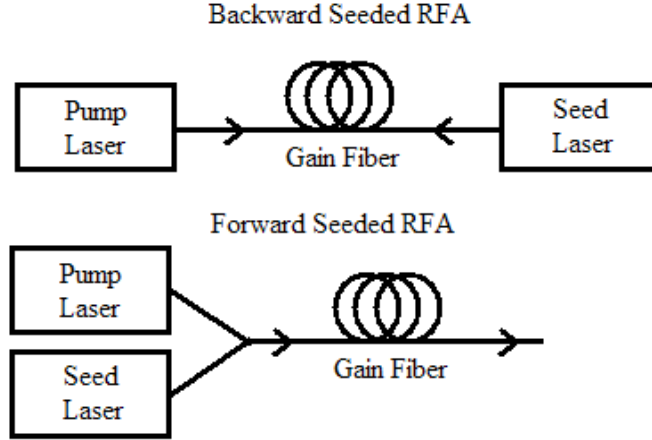 Backward Seeded RFA
Pump
Laser
Seed
Laser
Gain Fiber
Forward Seeded RFA
Pump
Laser
Seed
Laser
Gain Fiber